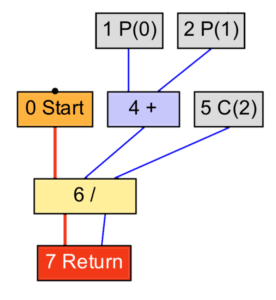 1 P(0)
2 P(1)
0 Start
4 +
5 C(2)
6 /
7 Return